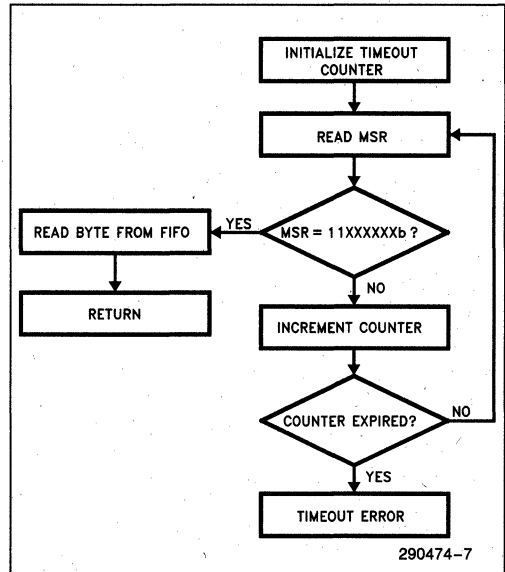 INITIALIZE TIMEOUT
COUNTER
READ MSR
MSR = 11XXXXXXb ?
YES
READ BYTE FROM FIFO
RETURN
NO
INCREMENT COUNTER
COUNTER EXPIRED?
NO
YES
TIMEOUT ERROR
290474-7